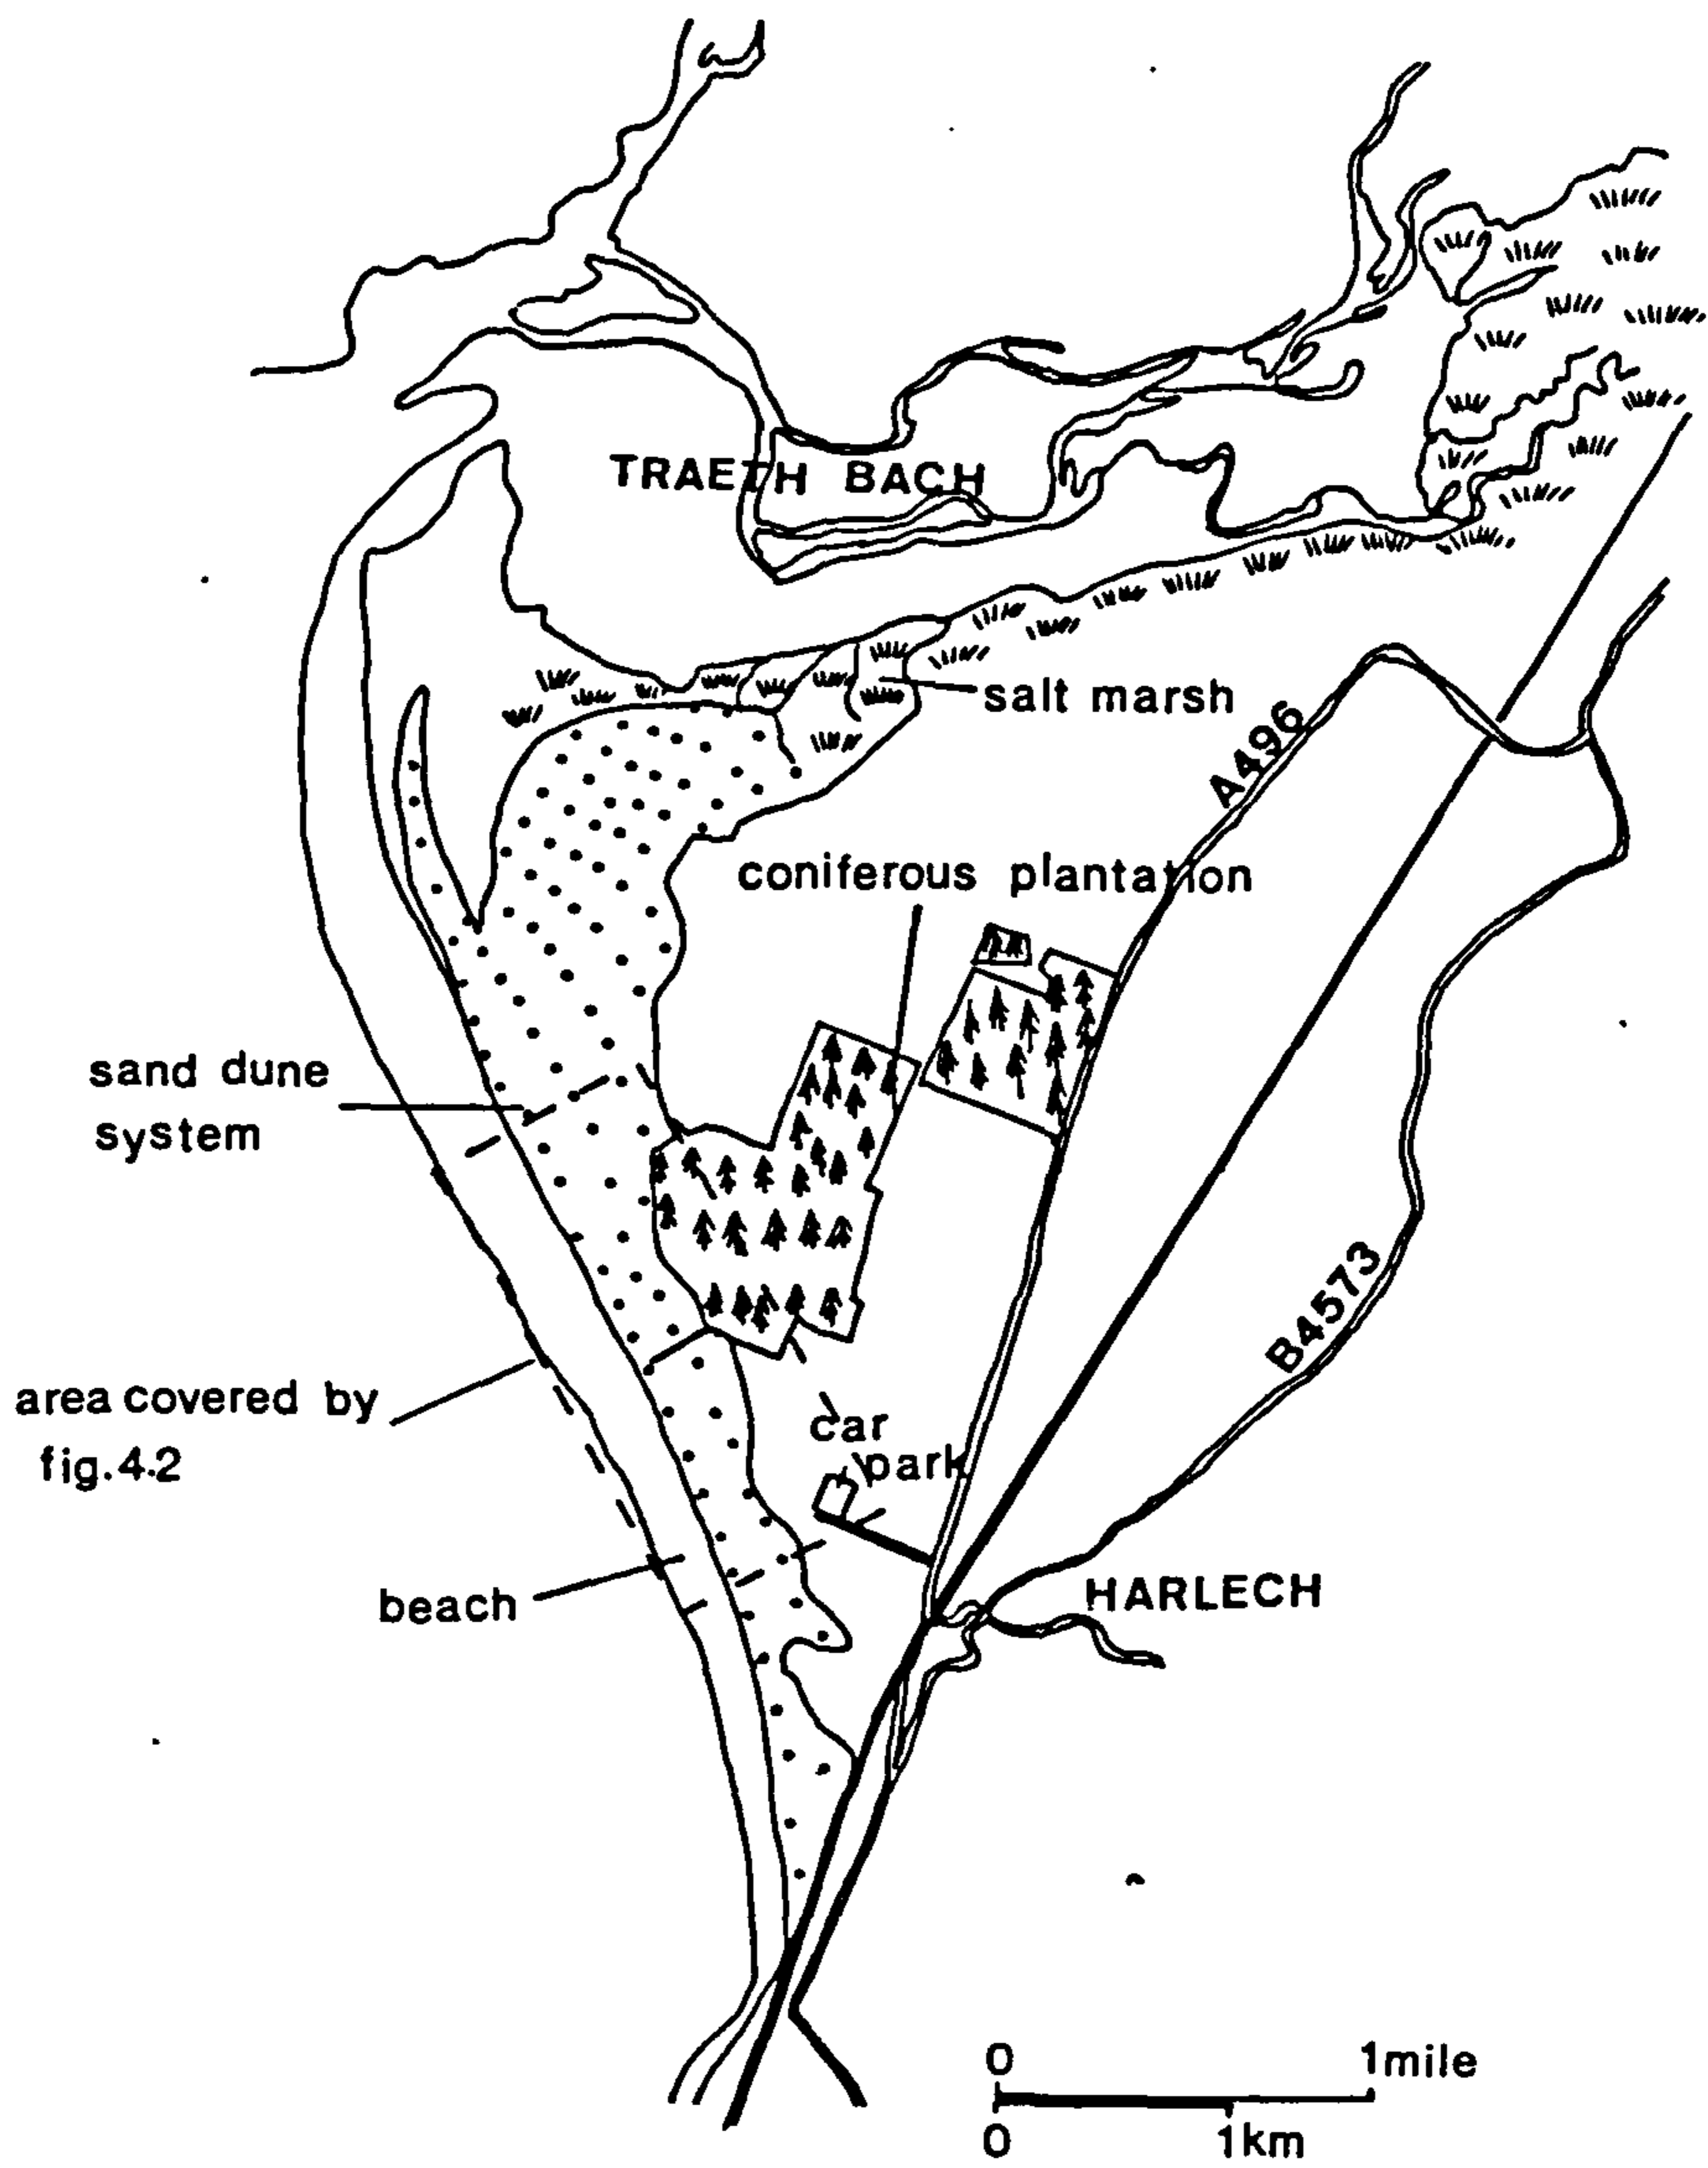 TRAETH BACH
salt marsh
A496
coniferous plantation
sand dune
system
B4573
area covered by
fig.4.2
car
park
beach
HARLECH
0 1mile
0 1km